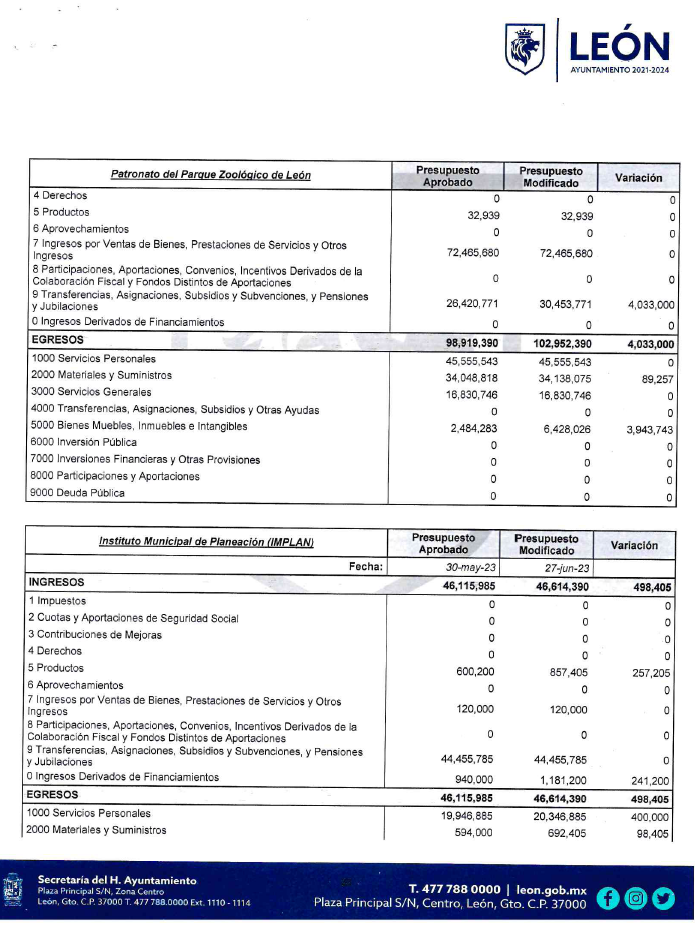 LEÓN
AYUNTAMIENTO 2021-2024
Patronato del Parque Zoológico de León Presupuesto Aprobado Presupuesto Modificado Variación
4 Derechos 0 0 0
5 Productos 32,939 32,939 0
6 Aprovechamientos 0 0 0
7 Ingresos por Ventas de Bienes, Prestaciones de Servicios y Otros
Ingresos 72,465,680 72,465,680 0
8 Participaciones, Aportaciones, Convenios, Incentivos Derivados de la
Colaboración Fiscal y Fondos Distintos de Aportaciones 0 0 0
9 Transferencias, Asignaciones, Subsidios y Subvenciones, y Pensiones
y Jubilaciones 26,420,771 30,453,771 4,033,000
0 Ingresos Derivados de Financiamientos 0 0 0
EGRESOS 98,919,390 102,952,390 4,033,000
1000 Servicios Personales 45,555,543 45,555,543 0
2000 Materiales y Suministros 34,048,818 34,138,075 89,257
3000 Servicios Generales 16,830,746 16,830,746 0
4000 Transferencias, Asignaciones, Subsidios y Otras Ayudas 0 0 0
5000 Bienes Muebles, Inmuebles e Intangibles 2,484,283 6,428,026 3,943,743
6000 Inversión Pública 0 0 0
7000 Inversiones Financieras y Otras Provisiones 0 0 0
8000 Participaciones y Aportaciones 0 0 0
9000 Deuda Pública 0 0 0
Instituto Municipal de Planeación (IMPLAN) Presupuesto Aprobado Presupuesto Modificado Variación
Fecha: 30-may-23 27-jun-23
INGRESOS 46,115,985 46,614,390 498,405
1 Impuestos 0 0 0
2 Cuotas y Aportaciones de Seguridad Social 0 0 0
3 Contribuciones de Mejoras 0 0 0
4 Derechos 0 0 0
5 Productos 600,200 857,405 257,205
6 Aprovechamientos 0 0 0
7 Ingresos por Ventas de Bienes, Prestaciones de Servicios y Otros
Ingresos 120,000 120,000 0
8 Participaciones, Aportaciones, Convenios, Incentivos Derivados de la
Colaboración Fiscal y Fondos Distintos de Aportaciones 0 0 0
9 Transferencias, Asignaciones, Subsidios y Subvenciones, y Pensiones
y Jubilaciones 44,455,785 44,455,785 0
0 Ingresos Derivados de Financiamientos 940,000 1,181,200 241,200
EGRESOS 46,115,985 46,614,390 498,405
1000 Servicios Personales 19,946,885 20,346,885 400,000
2000 Materiales y Suministros 594,000 692,405 98,405
Secretaría del H. Ayuntamiento
Plaza Principal S/N, Zona Centro
León, Gto. C.P. 37000 T. 477 788.0000 Ext. 1110 - 1114
T. 477 788 0000 | leon.gob.mx
Plaza Principal S/N, Centro, León, Gto. C.P. 37000